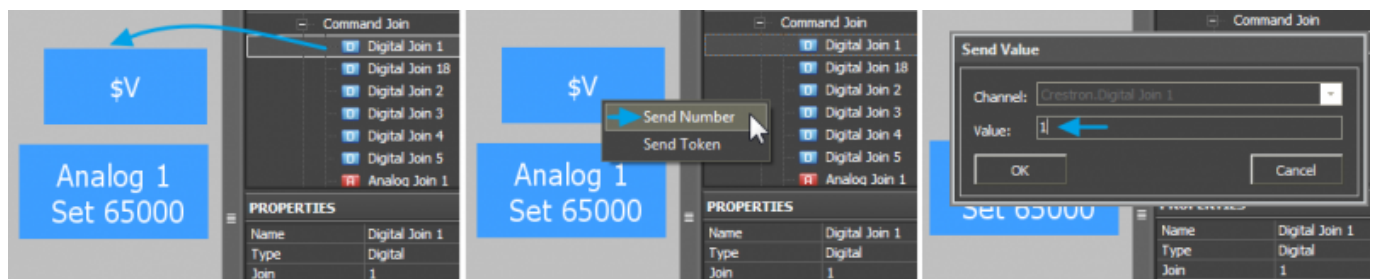 Command Join
D Digital Join 1
D Digital Join 18
D Digital Join 2
D Digital Join 3
D Digital Join 4
D Digital Join 5
A Analog Join 1
$V
Analog 1
Set 65000
PROPERTIES
Name Digital Join 1
Type Digital
Join 1
Command Join
D Digital Join 1
D Digital Join 18
D Digital Join 2
D Digital Join 3
D Digital Join 4
D Digital Join 5
A Analog Join 1
$V
Send Number
Send Token
Analog 1
Set 65000
PROPERTIES
Name Digital Join 1
Type Digital
Join 1
Command Join
Send Value
Channel: Crestron.Digital Join 1
Value: 1
OK Cancel
Set 65000
PROPERTIES
Name Digital Join 1
Type Digital
Join 1